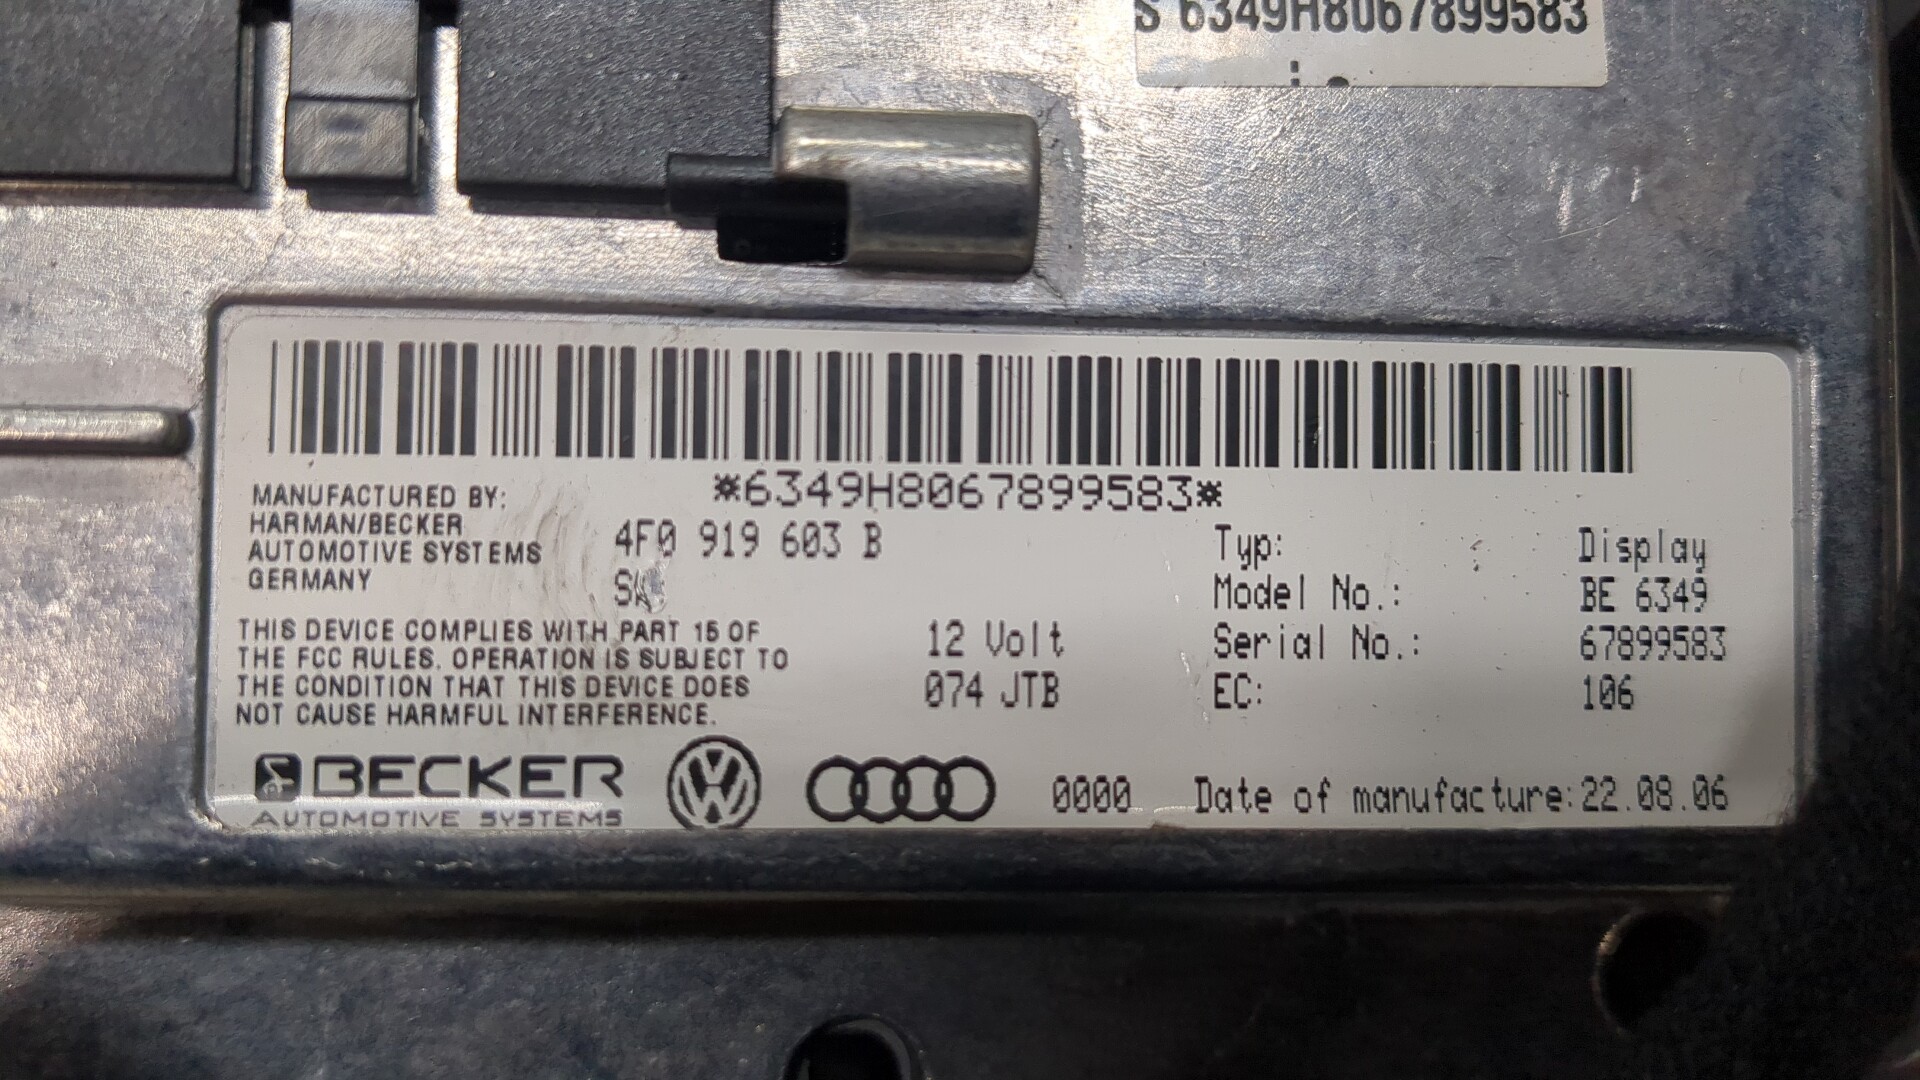 S 6349H8067899583
*6349H8067899583*
MANUFACTURED BY:
HARMAN/BECKER
AUTOMOTIVE SYSTEMS
GERMANY
4F0 919 603 B
THIS DEVICE COMPLIES WITH PART 15 OF
THE FCC RULES. OPERATION IS SUBJECT TO
THE CONDITION THAT THIS DEVICE DOES
NOT CAUSE HARMFUL INTERFERENCE.
12 Volt
074 JTB
Typ: Display
Model No.: BE 6349
Serial No.: 67899583
EC: 106
BECKER
AUTOMOTIVE SYSTEMS
0000
Date of manufacture: 22.08.06